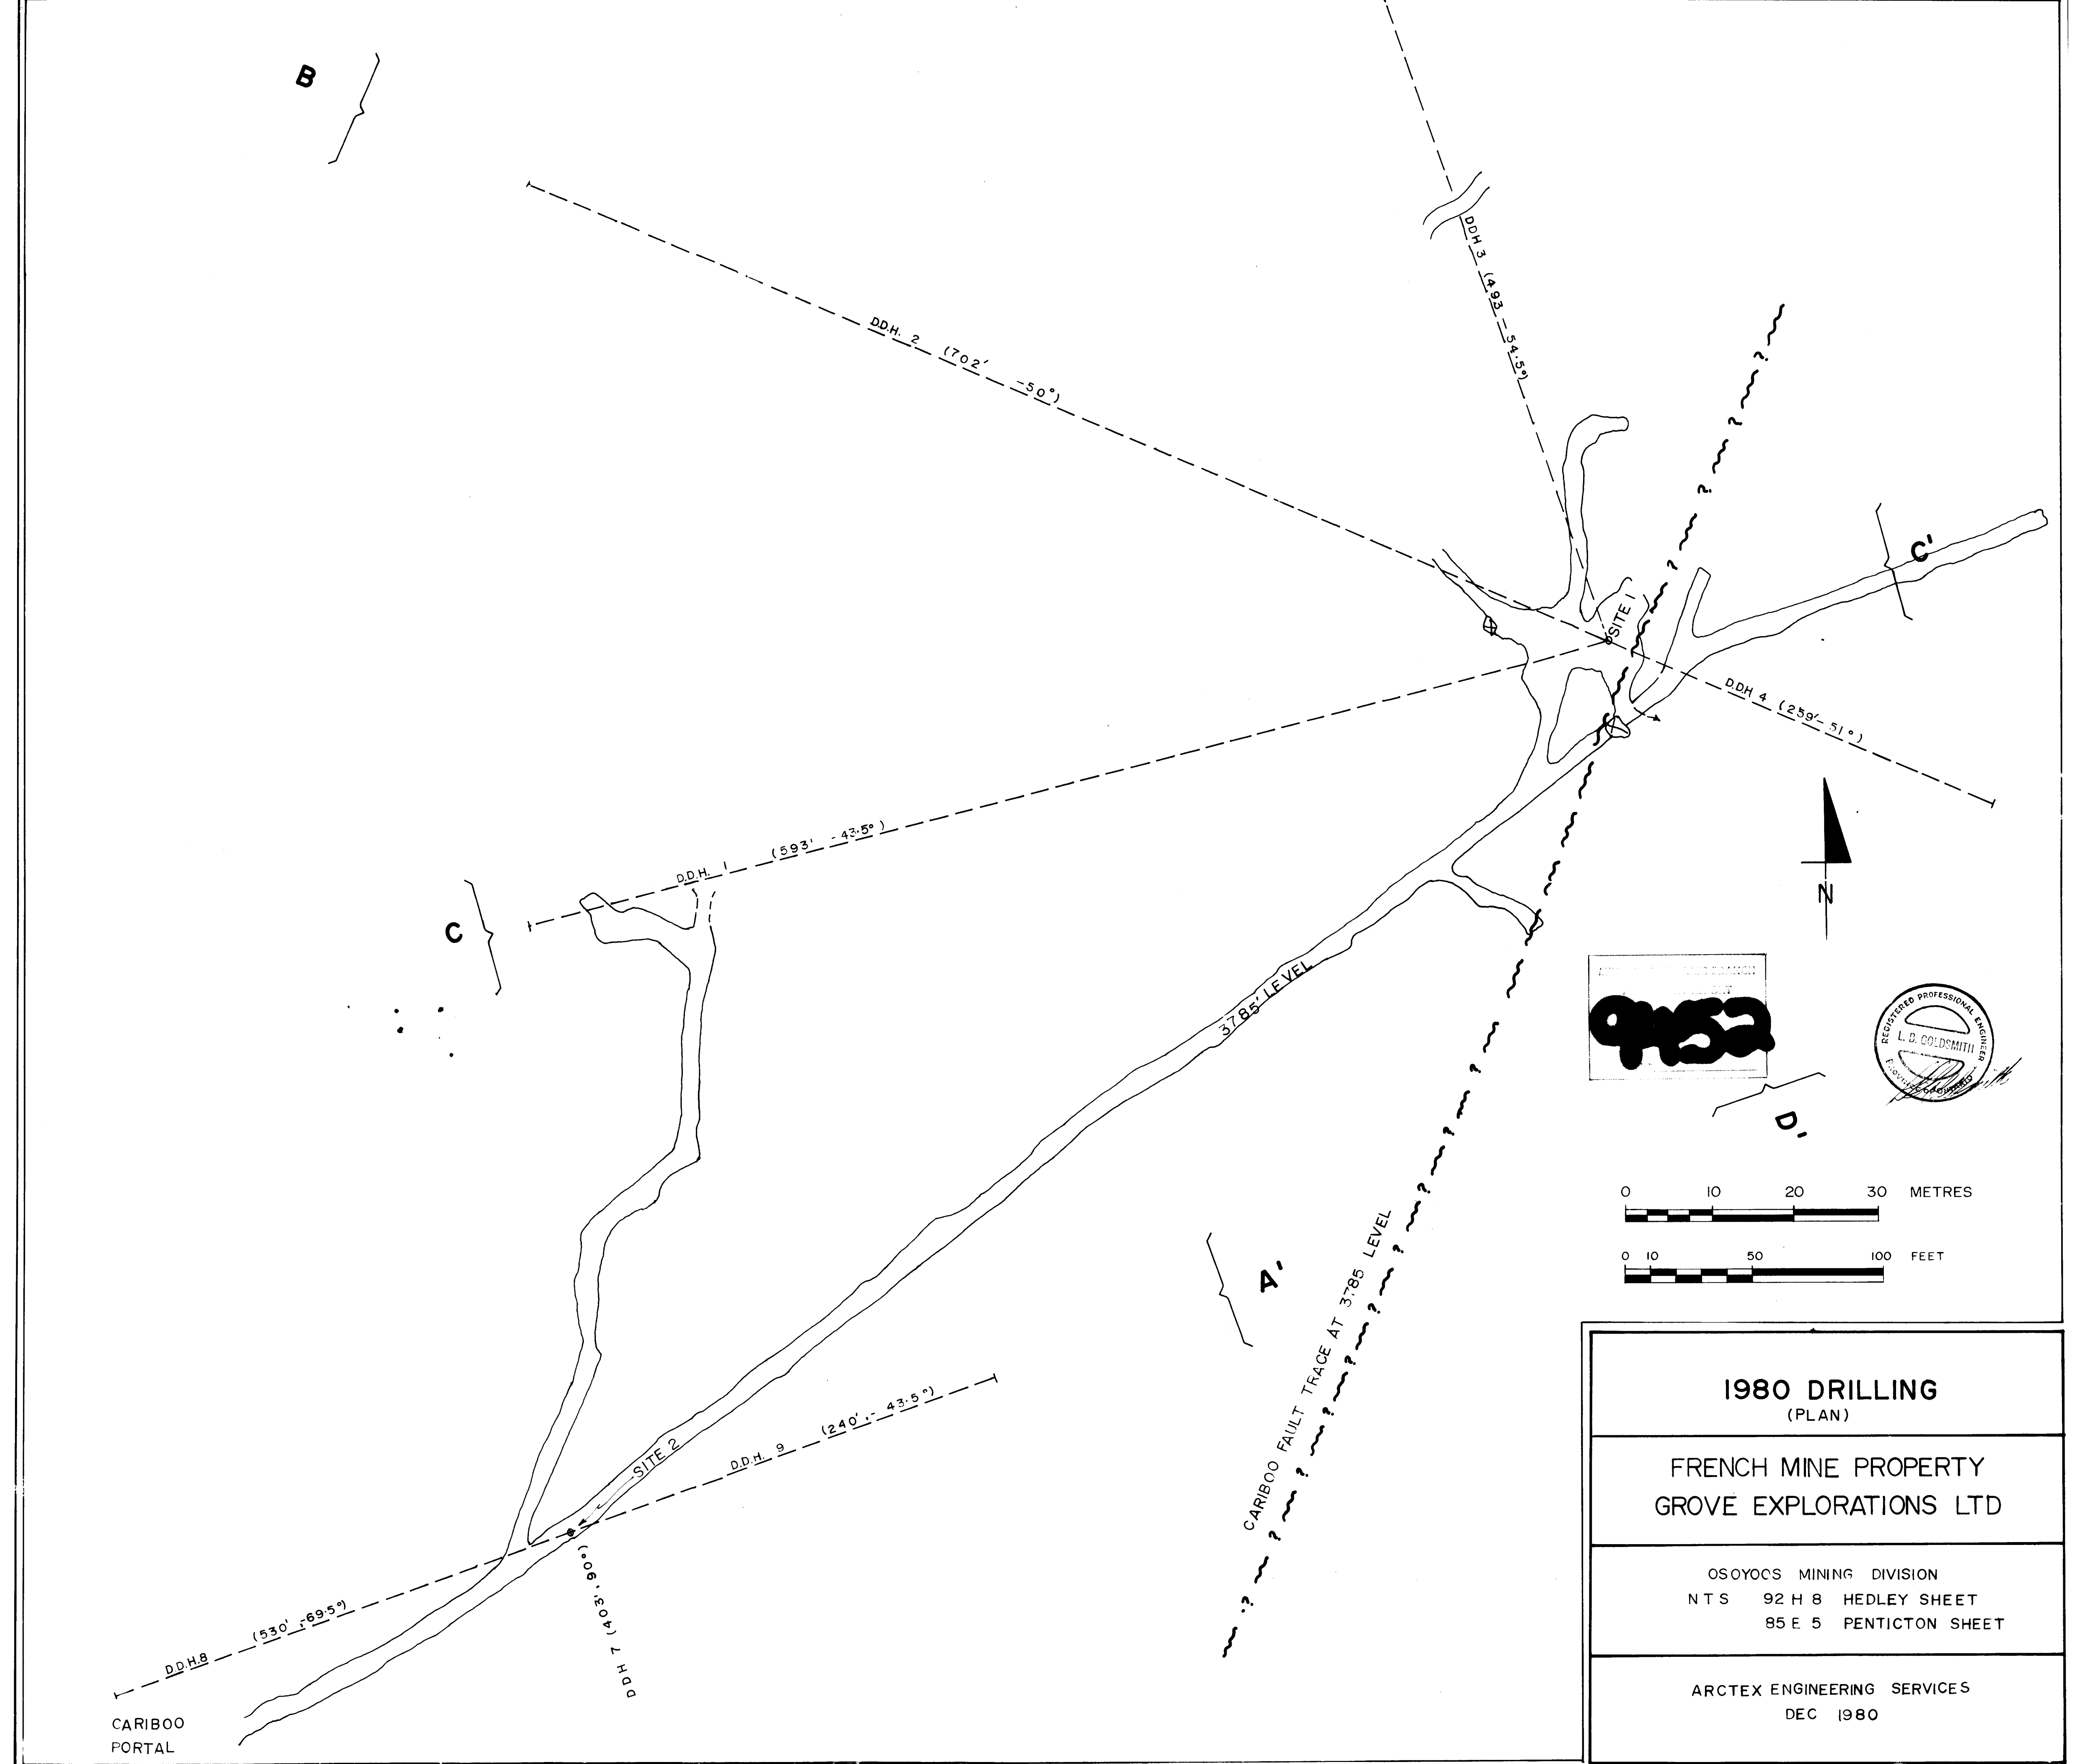 B
DDH 3 (493 - 54.5°)
D.D.H. 2 (702' -50°)
C'
SITE 1
D.D.H 4 (259'- 51°)
D.D.H. 1 (593' - 43.5°)
C
N
3785' LEVEL
9452
REGISTERED PROFESSIONAL ENGINEER
L. B. GOLDSMITH
D'
0 10 20 30 METRES
0 10 50 100 FEET
A'
CARIBOO FAULT TRACE AT 3785 LEVEL
? ? ? ? ? ? ? ? ? ? ? ? ? ? ? ?
SITE 2
D.D.H. 9 (240', - 43.5°)
D.D.H.8 (530', -69.5°)
DDH 7 (403', 90°)
CARIBOO
PORTAL
1980 DRILLING
(PLAN)
FRENCH MINE PROPERTY
GROVE EXPLORATIONS LTD
OSOYOOS MINING DIVISION
NTS 92 H 8 HEDLEY SHEET
85 E 5 PENTICTON SHEET
ARCTEX ENGINEERING SERVICES
DEC 1980